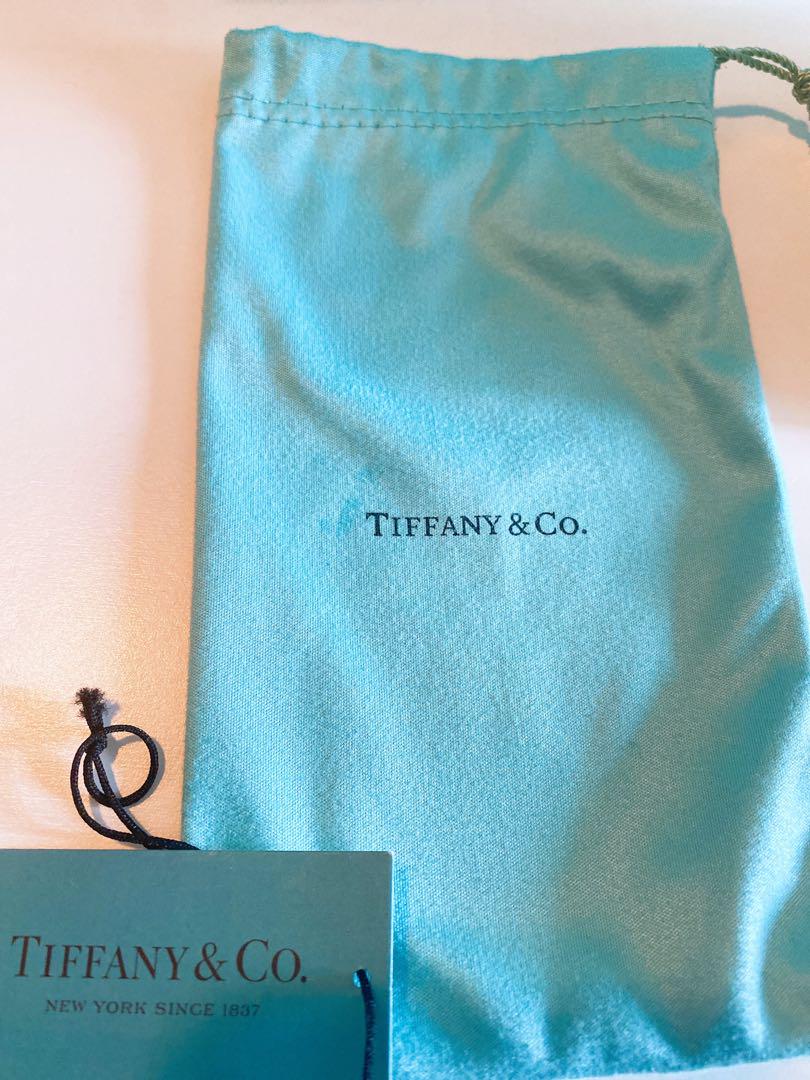 TIFFANY & CO.
TIFFANY & CO.
NEW YORK SINCE 1837